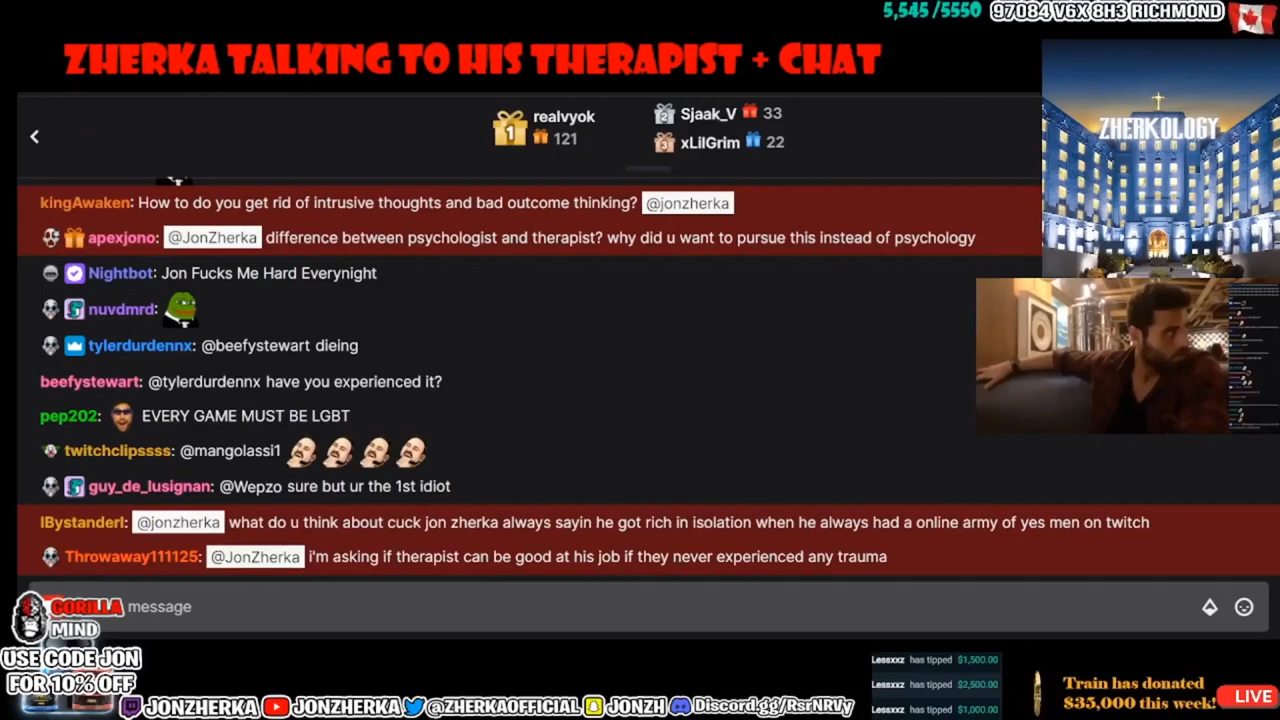 5,545 /5550
97084 V6X 8H3 RICHMOND
ZHERKA TALKING TO HIS THERAPIST + CHAT
ZHERKOLOGY
1 realvyok
121
2 Sjaak_V 33
3 xLilGrim 22
kingAwaken: How to do you get rid of intrusive thoughts and bad outcome thinking? @jonzherka
apexjono: @JonZherka difference between psychologist and therapist? why did u want to pursue this instead of psychology
Nightbot: Jon Fucks Me Hard Everynight
nuvdmrd:
tylerdurdennx: @beefystewart dieing
beefystewart: @tylerdurdennx have you experienced it?
pep202: EVERY GAME MUST BE LGBT
twitchclipssss: @mangolassi1
guy_de_lusignan: @Wepzo sure but ur the 1st idiot
IBystanderI: @jonzherka what do u think about cuck jon zherka always sayin he got rich in isolation when he always had a online army of yes men on twitch
Throwaway111125: @JonZherka i'm asking if therapist can be good at his job if they never experienced any trauma
message
GORILLA
MIND
USE CODE JON
FOR 10% OFF
JONZHERKA JONZHERKA @ZHERKAOFFICIAL JONZH Discord.gg/RsrNRVy
Lessxxz has tipped $1,500.00
Lessxxz has tipped $2,500.00
Lessxxz has tipped $1,000.00
Train has donated
$35,000 this week!
LIVE